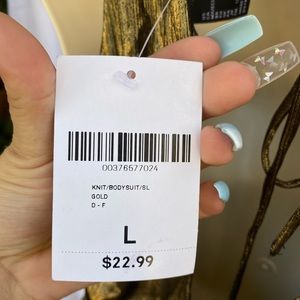 00376577024
KNIT/BODYSUIT/SL
GOLD
D - F
L
$22.99